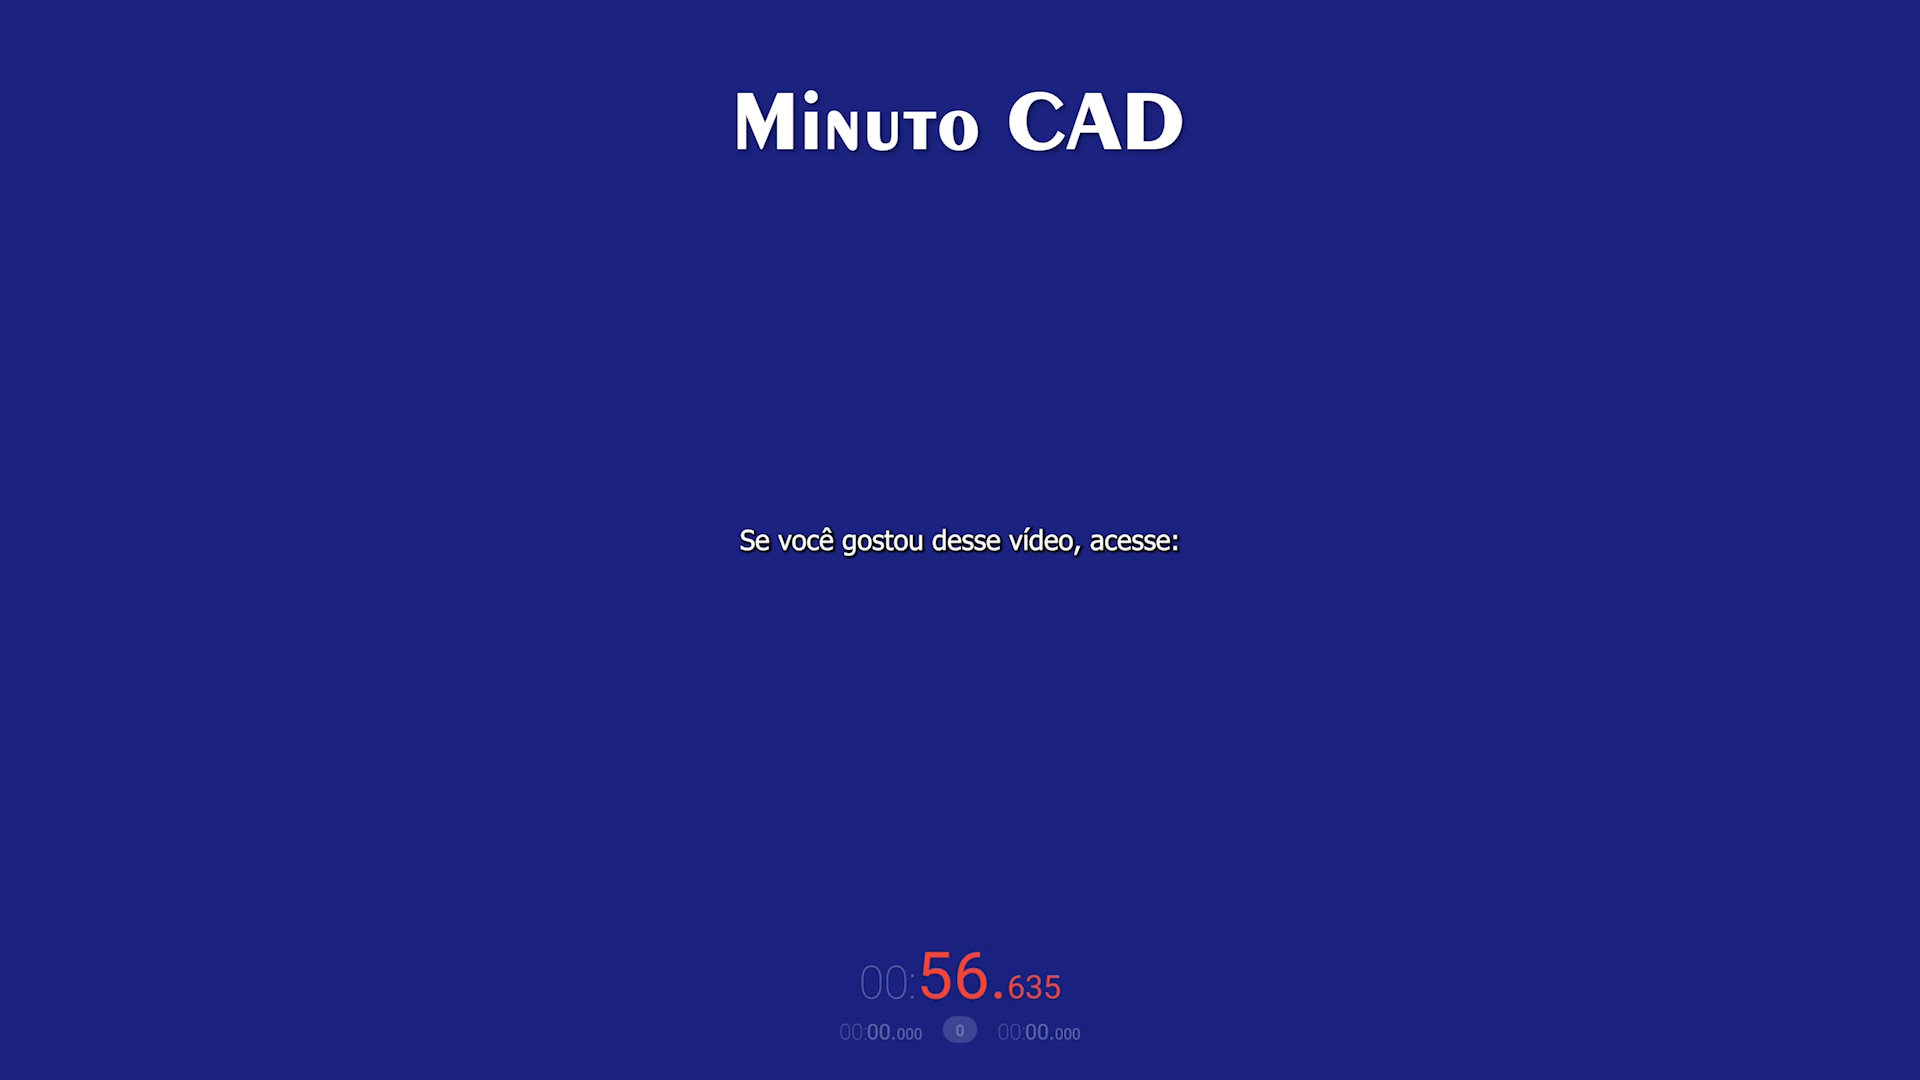 Minuto CAD
Se você gostou desse vídeo, acesse:
00:56.635
00:00.000 0 00:00.000